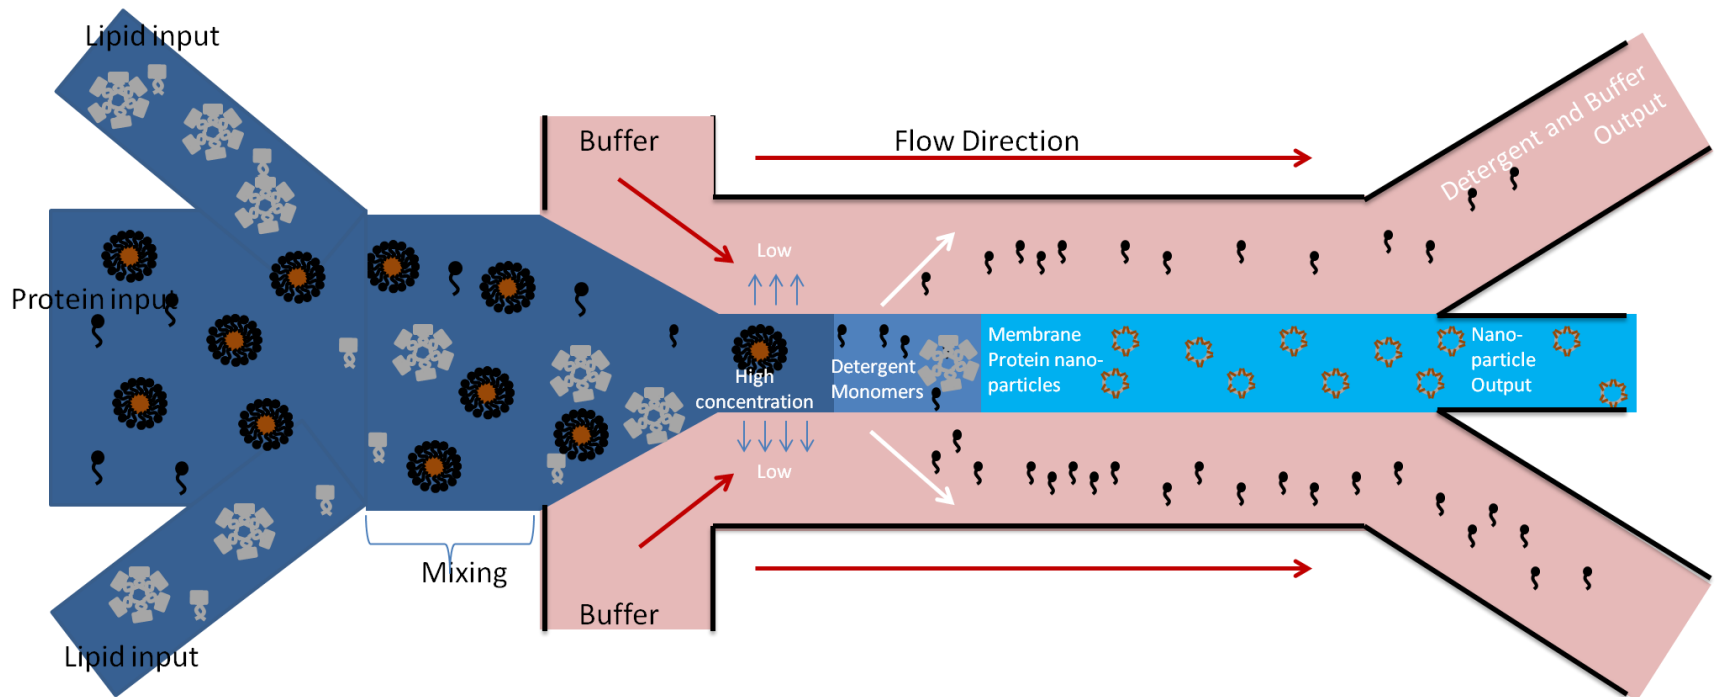 Lipid input
Buffer
Flow Direction
Detergent and Buffer
Output
Low
Protein input
Membrane
Protein nano-
particles
Nano-
particle
Output
Detergent
Monomers
High
concentration
Low
Mixing
Buffer
Lipid input